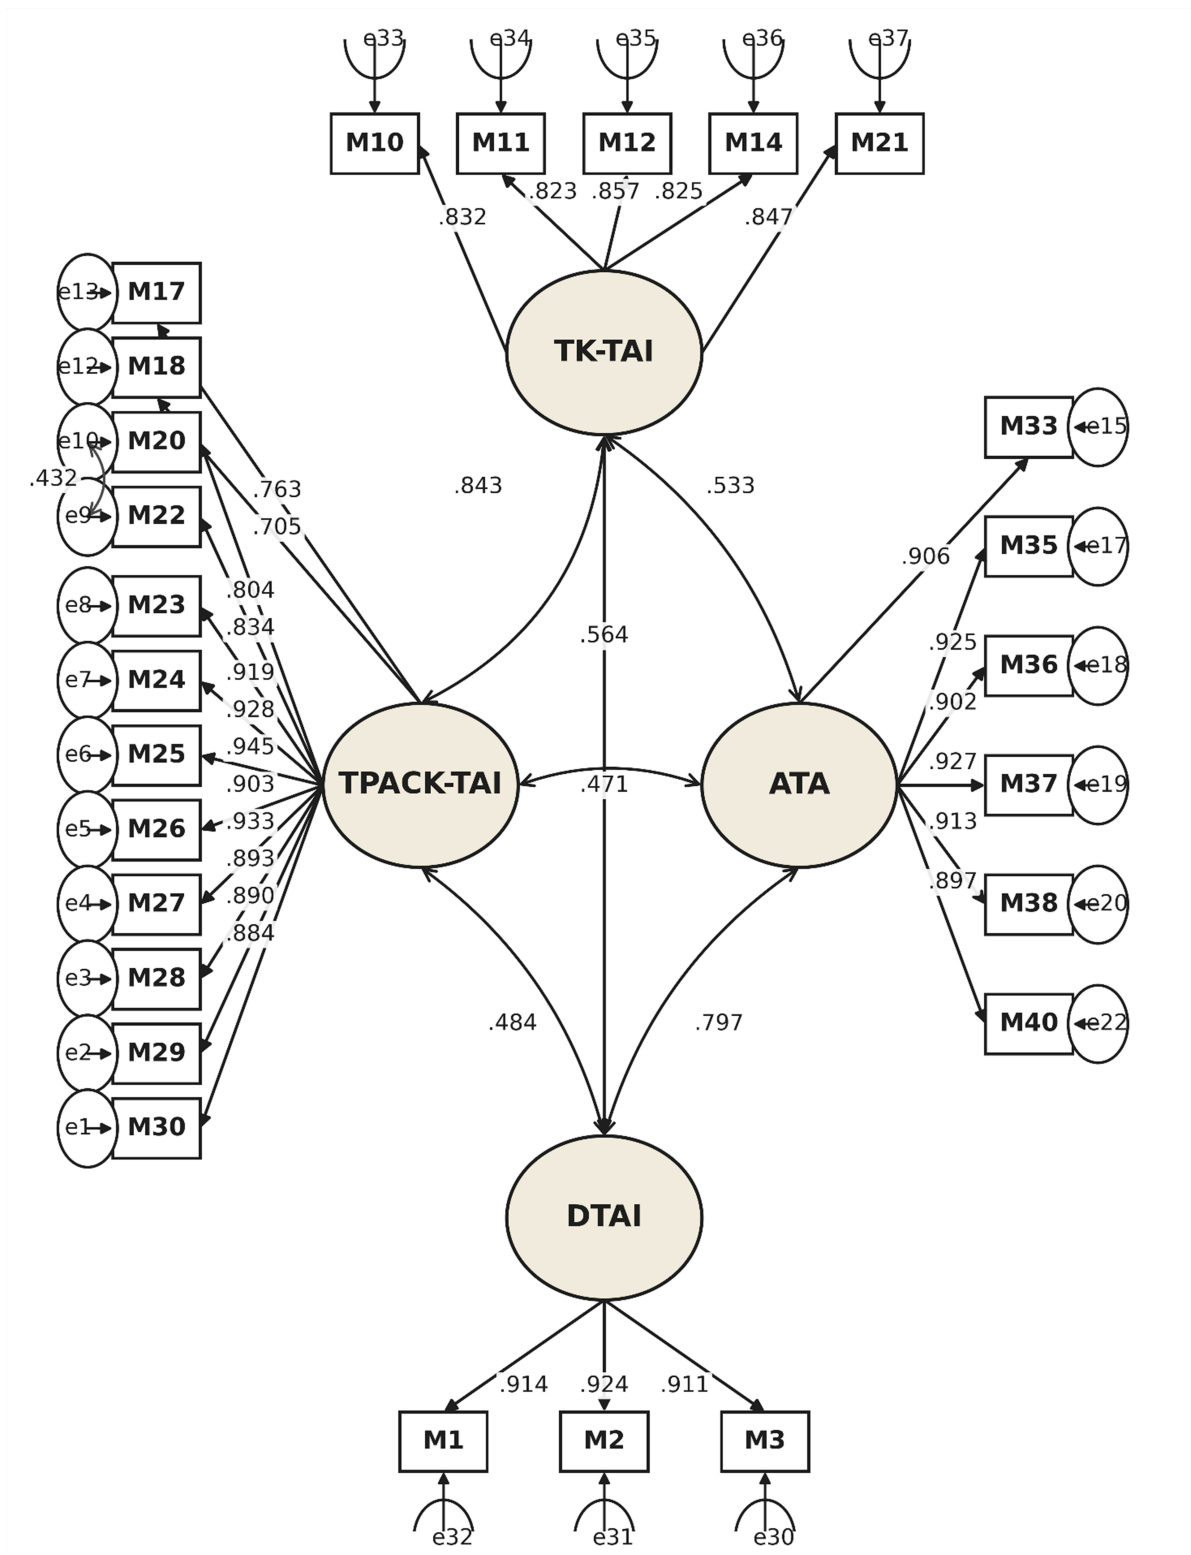 e33 e34 e35 e36 e37
M10 M11 M12 M14 M21
.823 .857 .825
.832 .847
e13 M17
TK-TAI
e12 M18
M33 e15
e10 M20
.432
.763 .843 .533
e9 M22
.705
M35 e17
.906
.804
e8 M23
.834
.564
.925
M36 e18
.919
e7 M24
.902
.928
.945
e6 M25
.927
.903 TPACK-TAI .471 ATA M37 e19
.933 .913
e5 M26
.893
.897
.890
e4 M27
M38 e20
.884
e3 M28
.484 .797
M40 e22
e2 M29
e1 M30
DTAI
.914 .924 .911
M1 M2 M3
e32 e31 e30